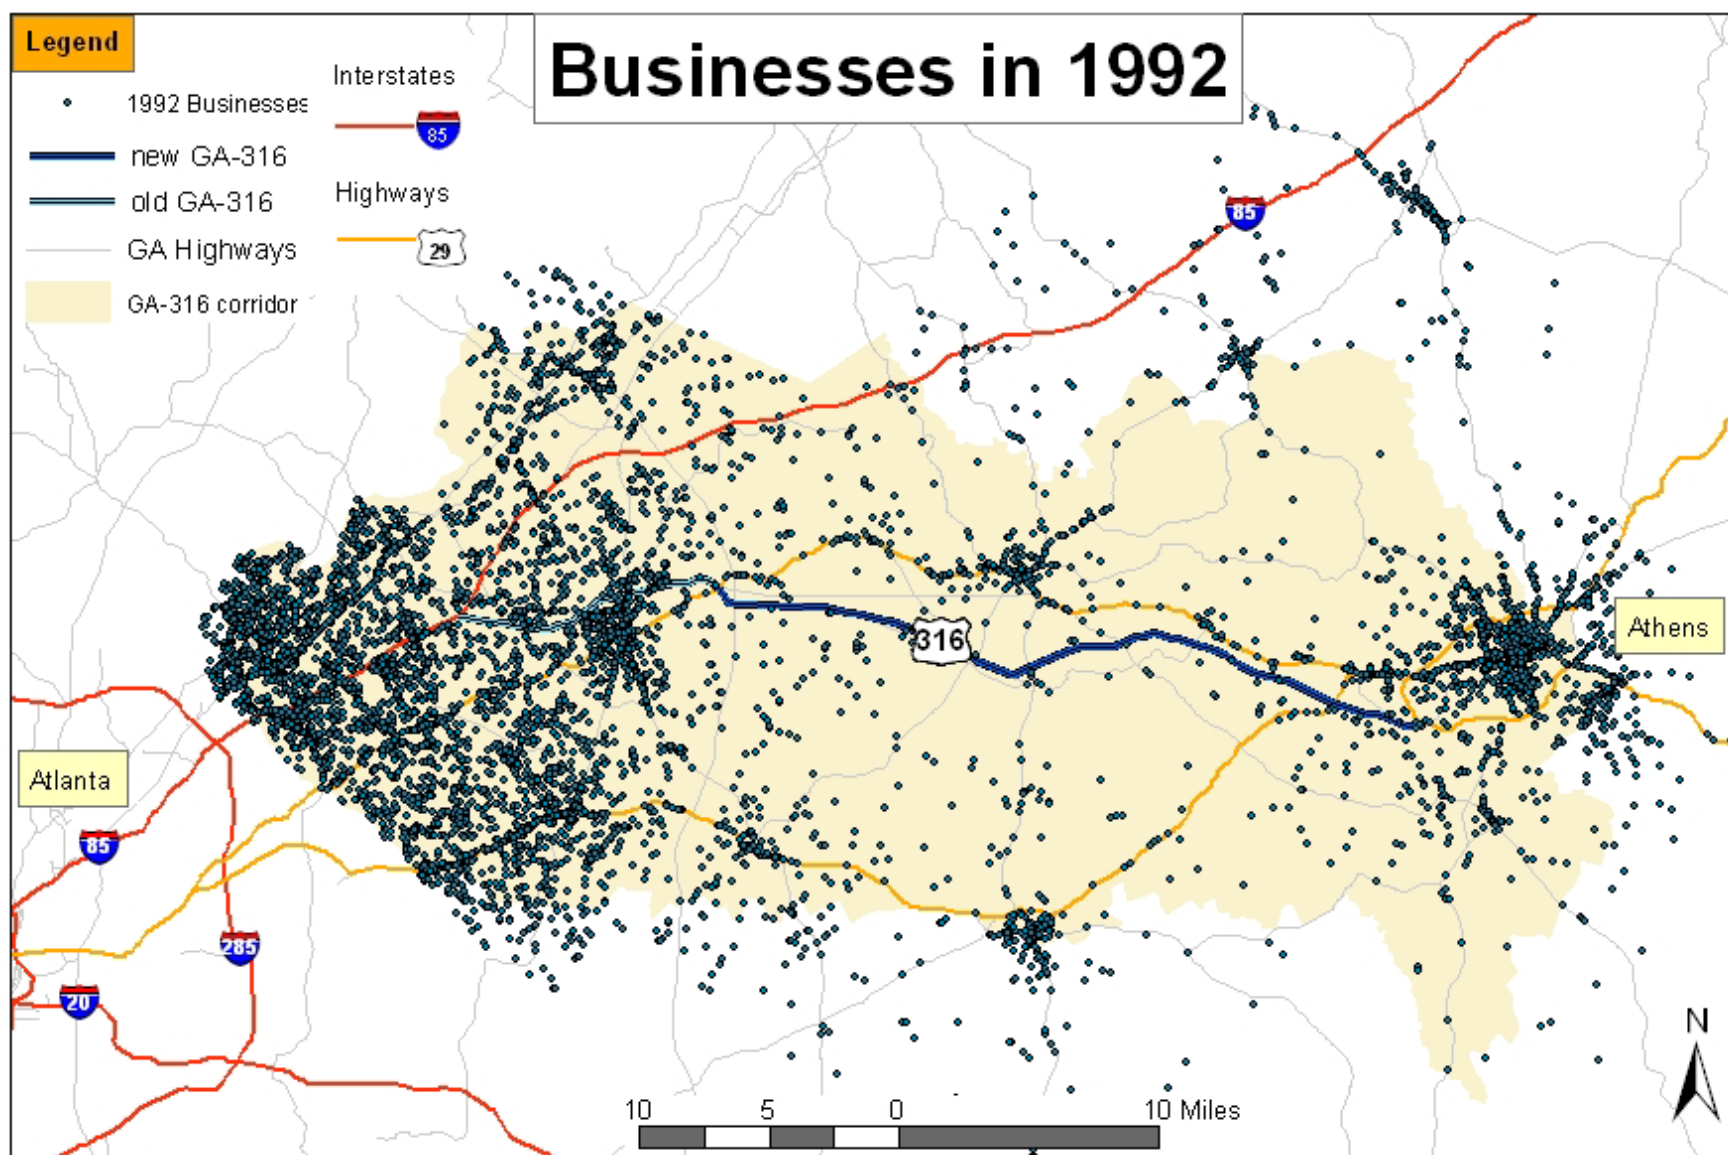 Legend
Businesses in 1992
Interstates
1992 Businesses
85
new GA-316
old GA-316
Highways
GA Highways
29
GA-316 corridor
85
316
Athens
Atlanta
85
285
20
N
10 5 0 10 Miles